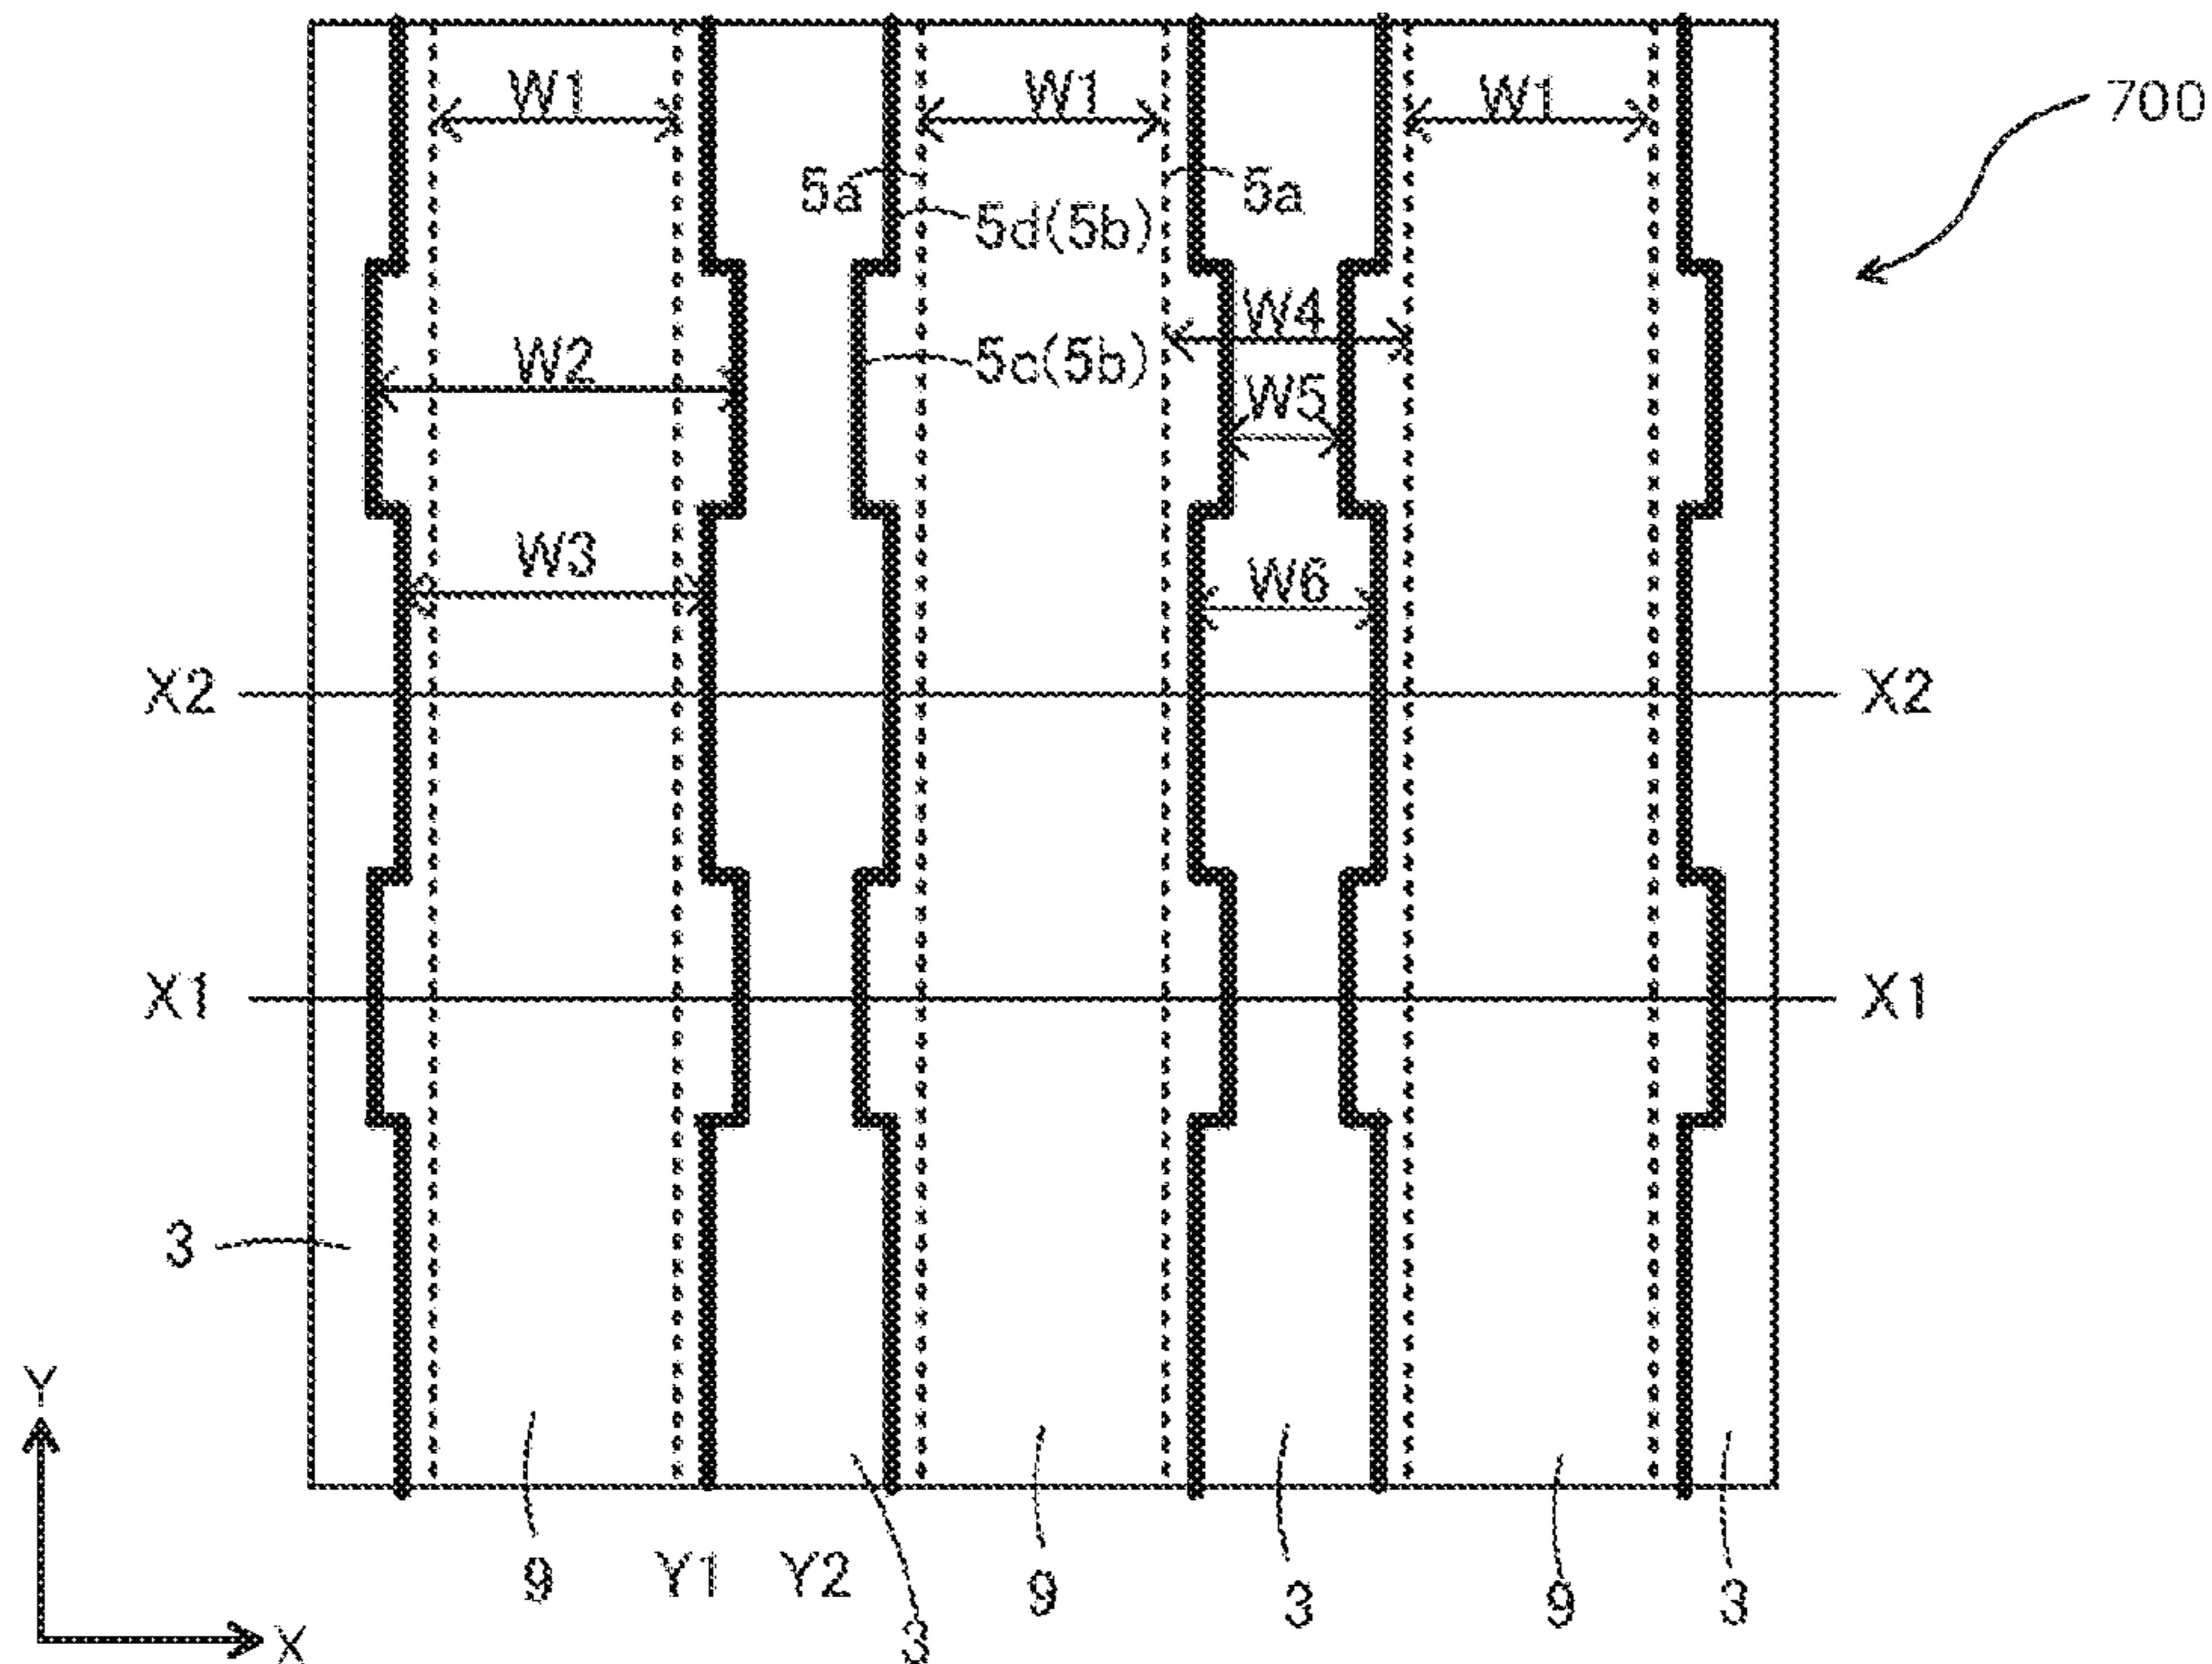 W1 W1 W1 700
5a 5a
5d(5b)
W4
W2 5c(5b)
W5
W3 W6
X2 X2
X1 X1
3
Y
9 Y1 Y2 9 3 9 3
X 3